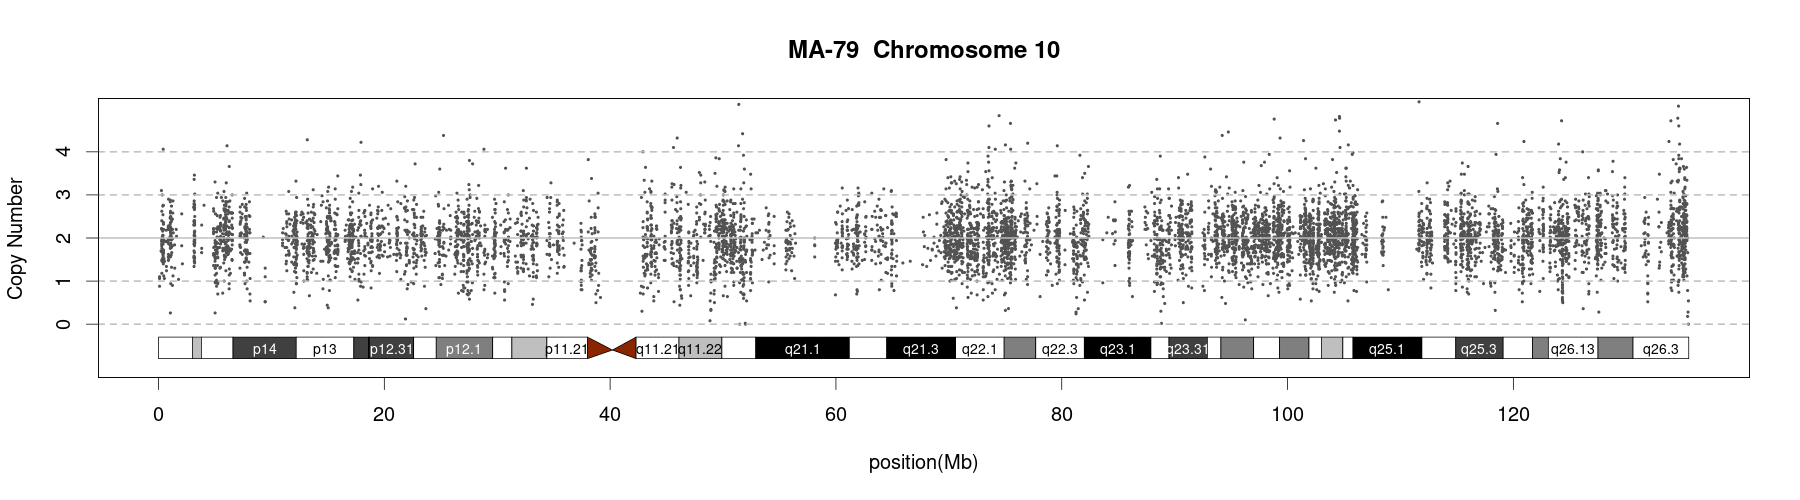 MA-79 Chromosome 10
Copy Number
4
3
2
1
0
p14 p13 p12.31 p12.1 p11.21 q11.21 q11.22 q21.1 q21.3 q22.1 q22.3 q23.1 q23.31 q25.1 q25.3 q26.13 q26.3
0 20 40 60 80 100 120
position(Mb)